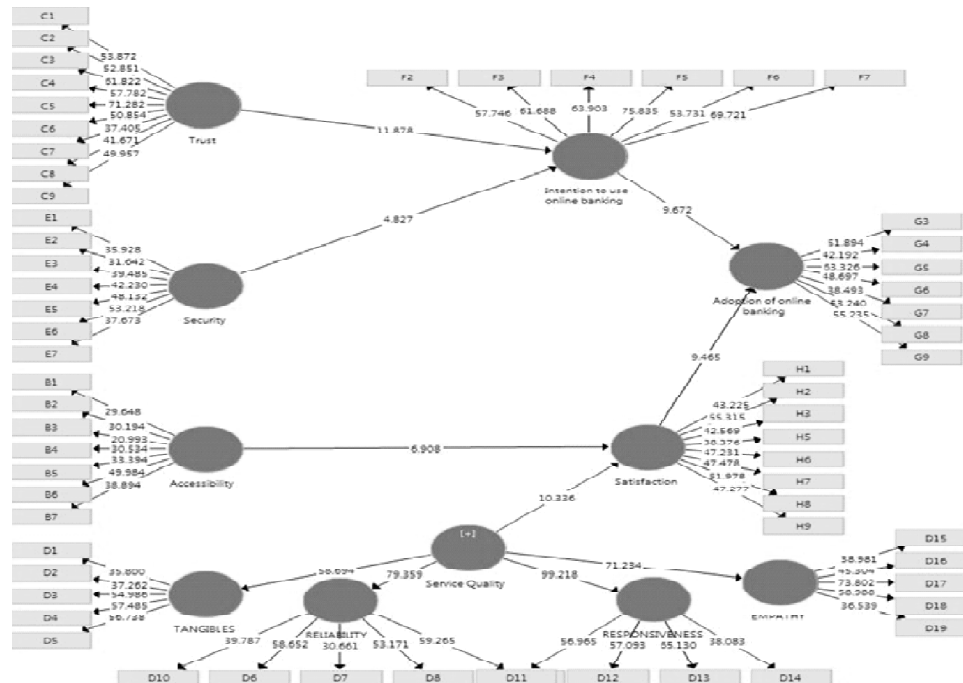 C1
C2
C3
C4
C5
C6
C7
C8
C9
53.872
52.851
57.782
71.282
50.854
37.405
41.671
49.957
Trust
11.878
F2
F3
F4
F5
F6
F7
57.746
61.688
63.903
75.835
53.731
69.721
Intention to use
online banking
E1
E2
E3
E4
E5
E6
E7
35.928
31.642
39.485
42.230
48.132
53.218
37.673
Security
4.827
9.672
G3
G4
G5
G6
G7
G8
G9
42.192
48.697
38.493
53.240
55.235
Adoption of online
banking
9.465
B1
B2
B3
B4
B5
B6
B7
29.648
30.194
20.993
30.534
33.394
49.984
38.894
Accessibility
6.908
H1
H2
H3
H5
H6
H7
H8
H9
43.225
55.315
42.569
47.231
47.478
47.277
Satisfaction
10.336
[+]
Service Quality
79.359
99.218
71.234
D1
D2
D3
D4
D5
35.800
37.262
54.986
57.485
TANGIBLES
RELIABILITY
39.787
58.652
30.661
53.171
59.265
D10
D6
D7
D8
D11
RESPONSIVENESS
56.965
57.093
38.083
D12
D13
D14
EMPATHY
D15
D16
D17
D18
D19
45.304
73.802
36.539